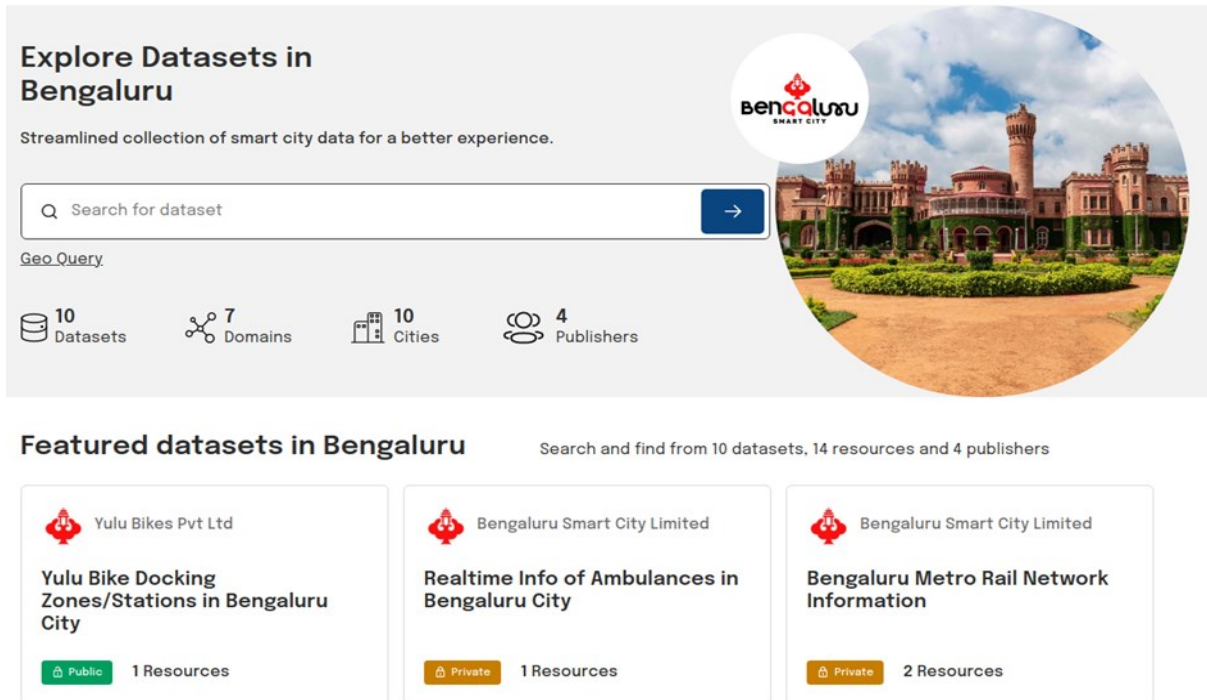 Explore Datasets in
Bengaluru
Streamlined collection of smart city data for a better experience.
Search for dataset
Geo Query
10
Datasets
7
Domains
10
Cities
4
Publishers
Bengaluru
SMART CITY
Featured datasets in Bengaluru
Search and find from 10 datasets, 14 resources and 4 publishers
Yulu Bikes Pvt Ltd
Yulu Bike Docking
Zones/Stations in Bengaluru
City
Public 1 Resources
Bengaluru Smart City Limited
Realtime Info of Ambulances in
Bengaluru City
Private 1 Resources
Bengaluru Smart City Limited
Bengaluru Metro Rail Network
Information
Private 2 Resources